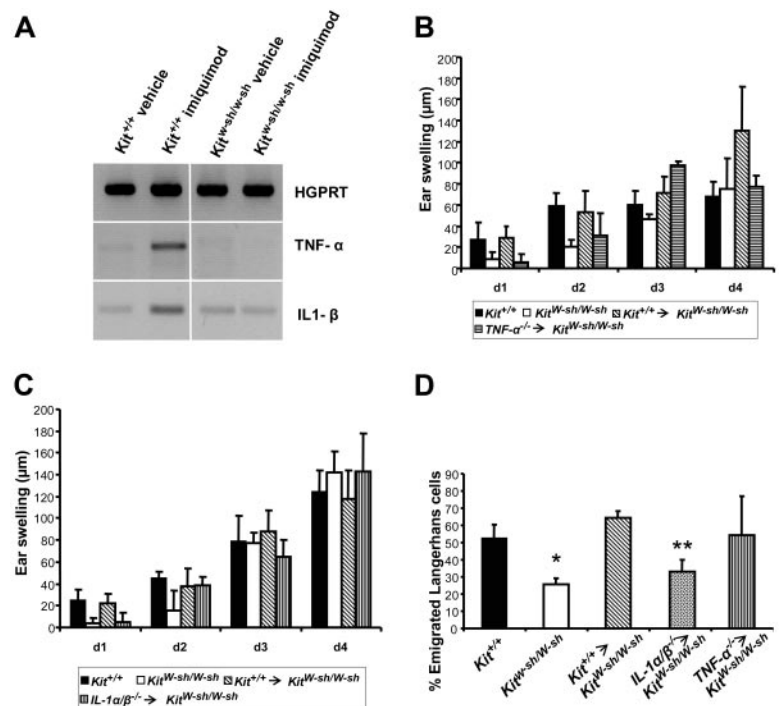 A
Kit+/+ vehicle
Kit+/+ imiquimod
Kitw-sh/w-sh vehicle
Kitw-sh/w-sh imiquimod
HGPRT
TNF- α
IL1- β
B
Ear swelling (µm)
200
180
160
140
120
100
80
60
40
20
0
d1 d2 d3 d4
Kit+/+ KitW-sh/W-sh Kit+/+→ KitW-sh/W-sh
TNF-α-/-→ KitW-sh/W-sh
C
Ear swelling (µm)
200
180
160
140
120
100
80
60
40
20
0
d1 d2 d3 d4
Kit+/+ KitW-sh/W-sh Kit+/+→ KitW-sh/W-sh
IL-1α/β-/-→ KitW-sh/W-sh
D
% Emigrated Langerhans cells
90
80
70
60
50
40
30
20
10
0
*
**
Kit+/+
KitW-sh/W-sh
Kit+/+→
KitW-sh/W-sh
IL-1α/β-/-→
KitW-sh/W-sh
TNF-α-/-→
KitW-sh/W-sh